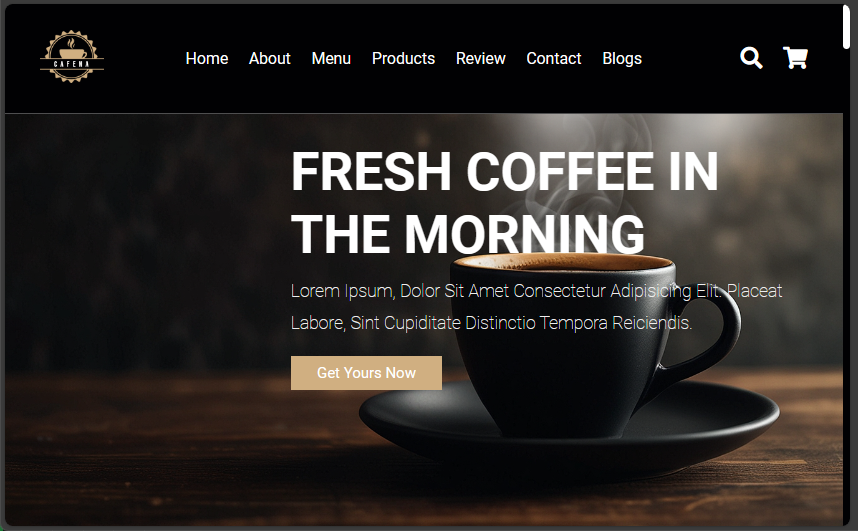 CAFENA
Home About Menu Products Review Contact Blogs
FRESH COFFEE IN
THE MORNING
Lorem Ipsum, Dolor Sit Amet Consectetur Adipisicing Elit. Placeat
Labore, Sint Cupiditate Distinctio Tempora Reiciendis.
Get Yours Now